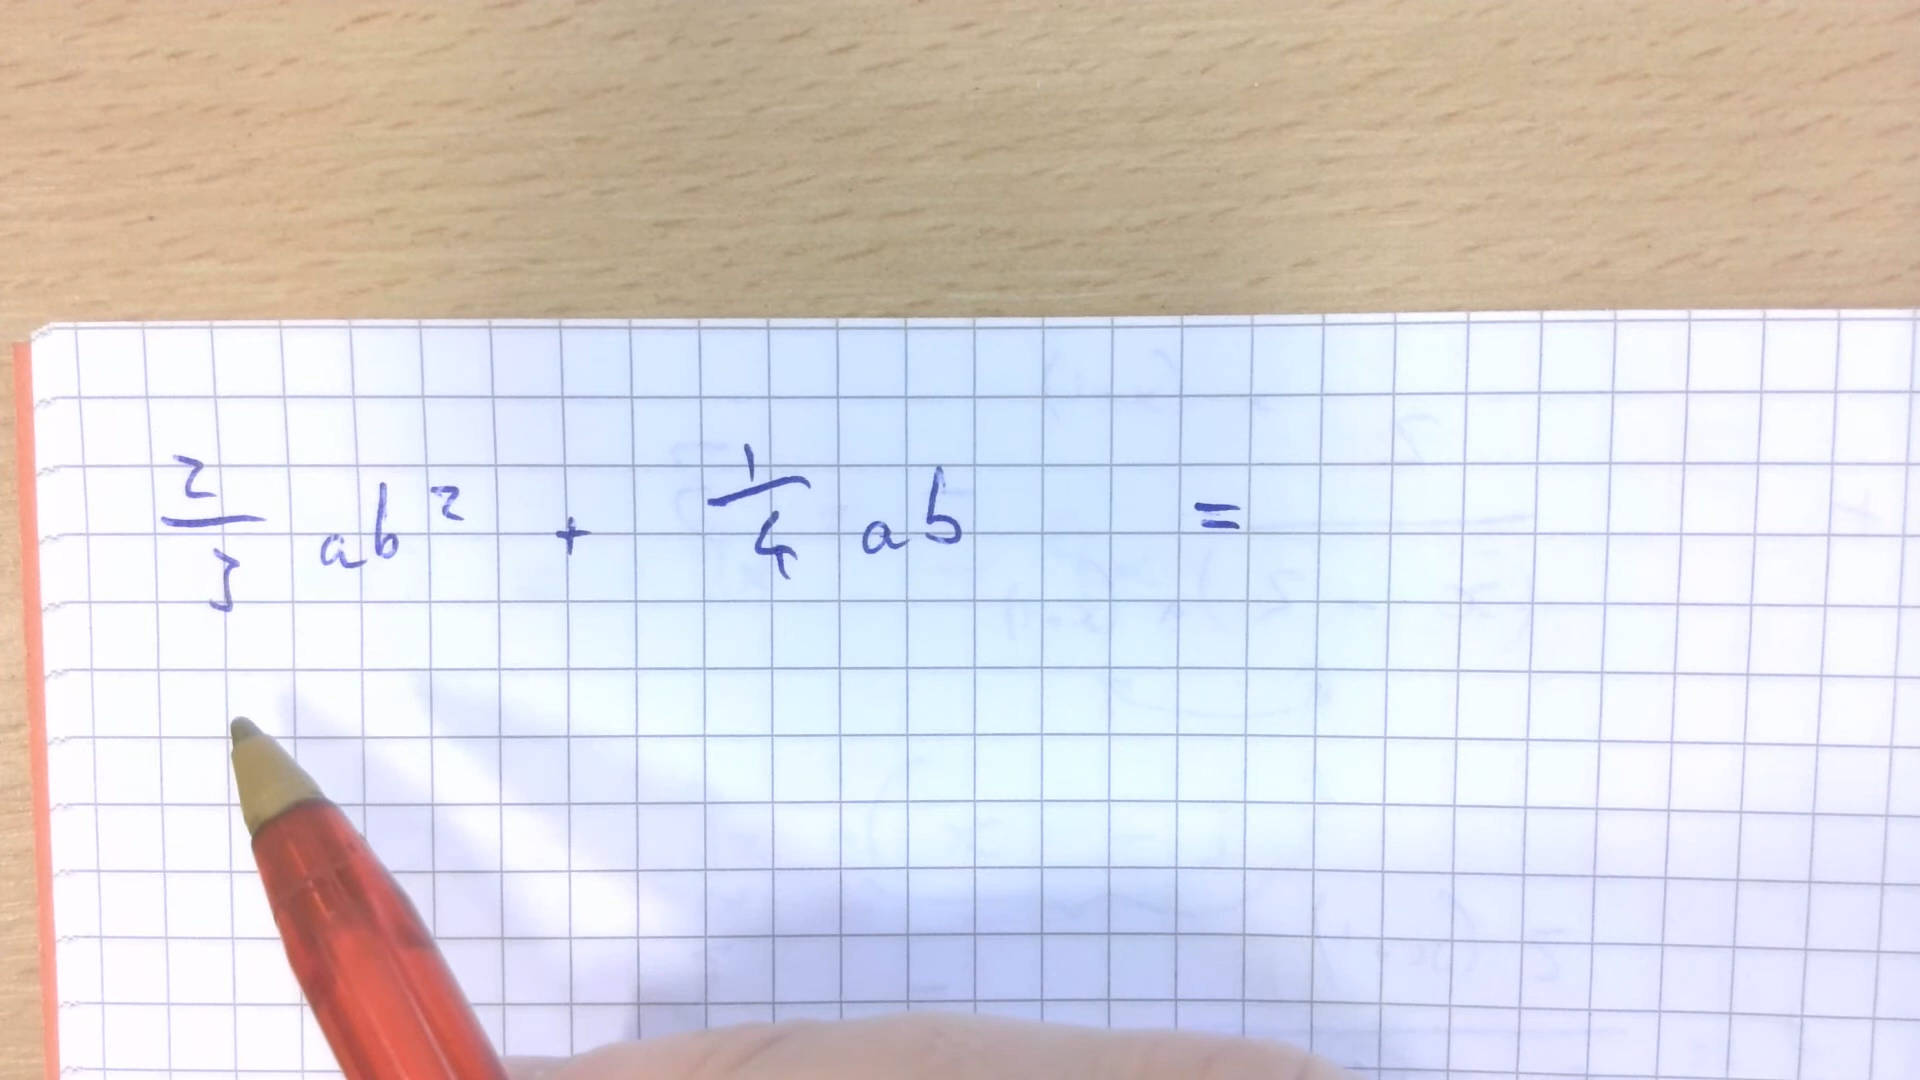 2/3 ab² + 1/4 ab =